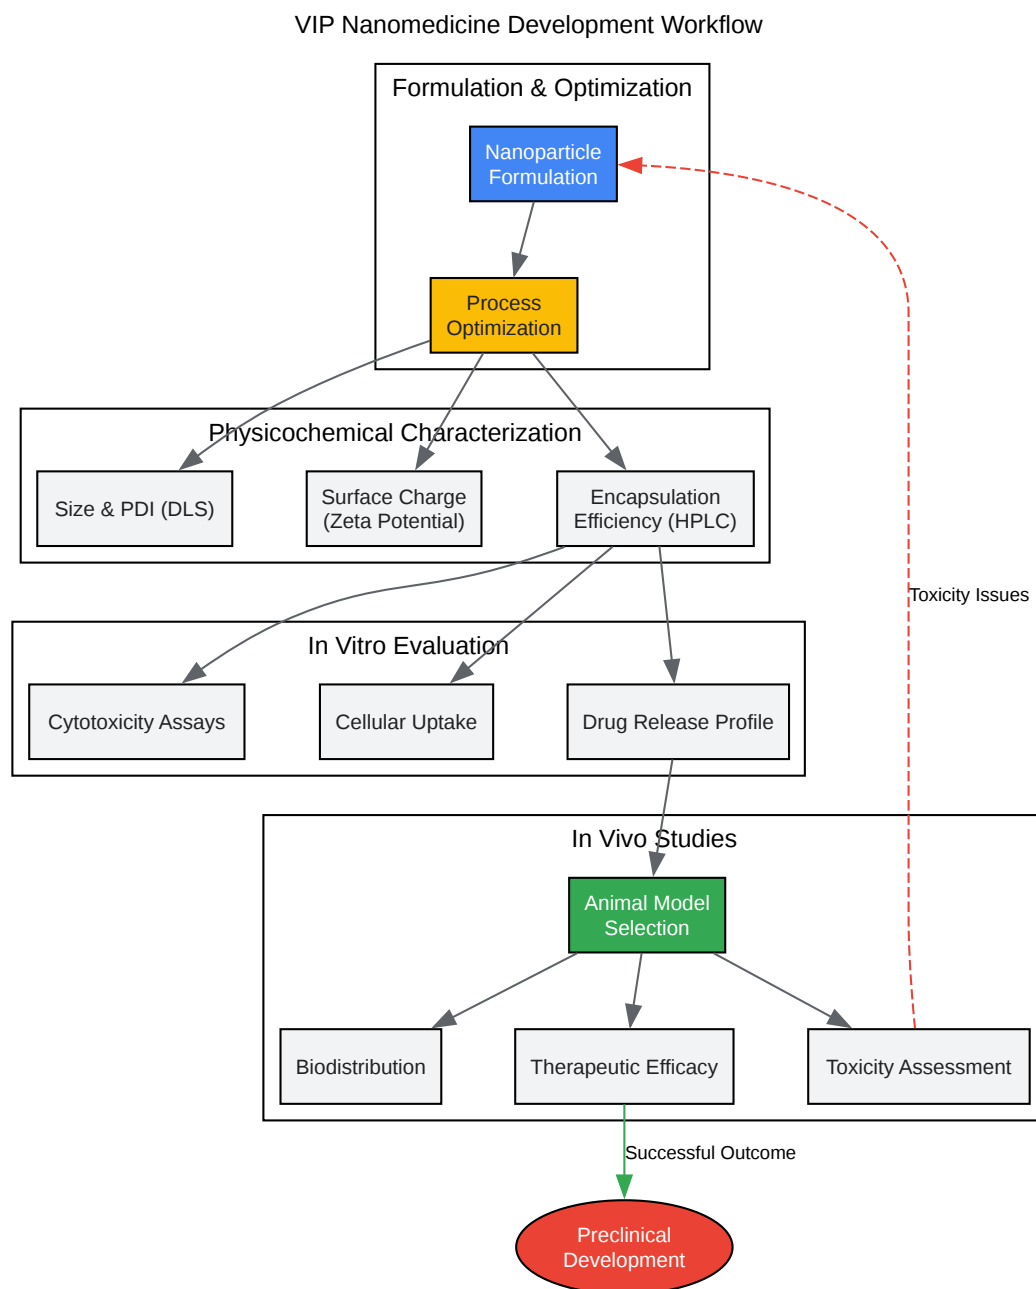 VIP Nanomedicine Development Workflow
Formulation & Optimization
Nanoparticle
Formulation
Process
Optimization
Physicochemical Characterization
Size & PDI (DLS)
Surface Charge
(Zeta Potential)
Encapsulation
Efficiency (HPLC)
Toxicity Issues
In Vitro Evaluation
Cytotoxicity Assays
Cellular Uptake
Drug Release Profile
In Vivo Studies
Animal Model
Selection
Biodistribution
Therapeutic Efficacy
Toxicity Assessment
Successful Outcome
Preclinical
Development